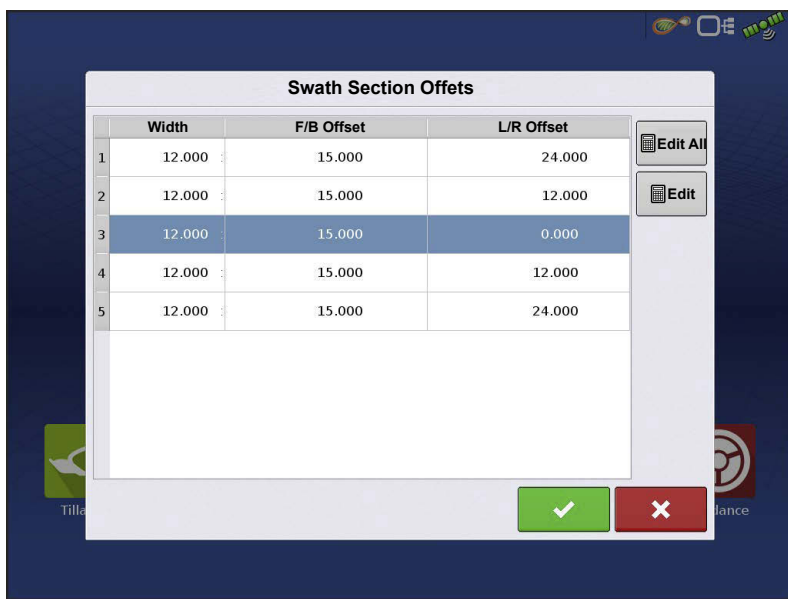 Swath Section Offets
Width F/B Offset L/R Offset
1 12.000 15.000 24.000
2 12.000 15.000 12.000
3 12.000 15.000 0.000
4 12.000 15.000 12.000
5 12.000 15.000 24.000
Edit All
Edit
Tilla
dance